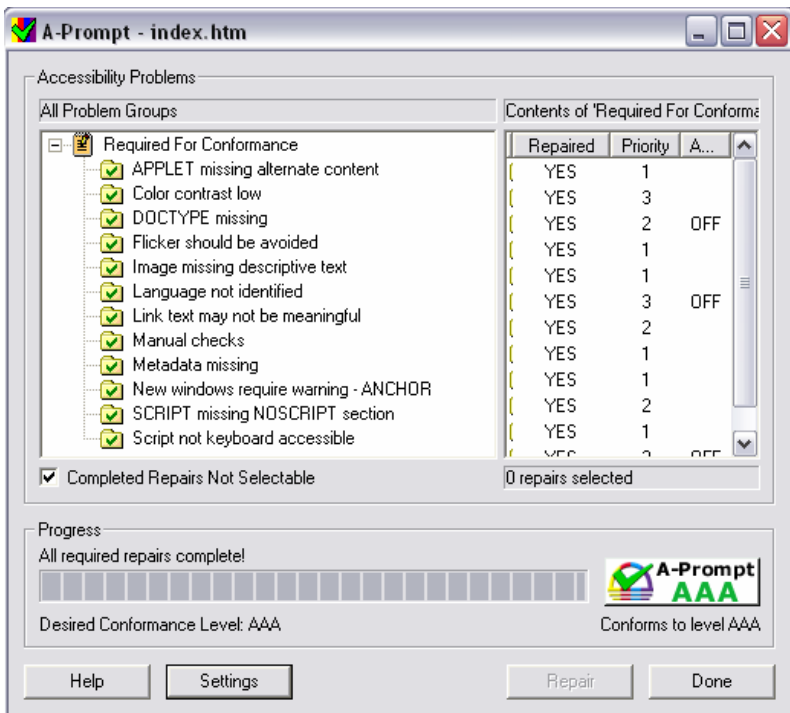 A-Prompt - index.htm
Accessibility Problems
All Problem Groups
Required For Conformance
APPLET missing alternate content
Color contrast low
DOCTYPE missing
Flicker should be avoided
Image missing descriptive text
Language not identified
Link text may not be meaningful
Manual checks
Metadata missing
New windows require warning - ANCHOR
SCRIPT missing NOSCRIPT section
Script not keyboard accessible
Completed Repairs Not Selectable
Contents of 'Required For Conforma
Repaired Priority A...
YES 1
YES 3
YES 2 OFF
YES 1
YES 1
YES 3 OFF
YES 2
YES 1
YES 1
YES 2
YES 1
0 repairs selected
Progress
All required repairs complete!
Desired Conformance Level: AAA
A-Prompt
AAA
Conforms to level AAA
Help Settings Repair Done